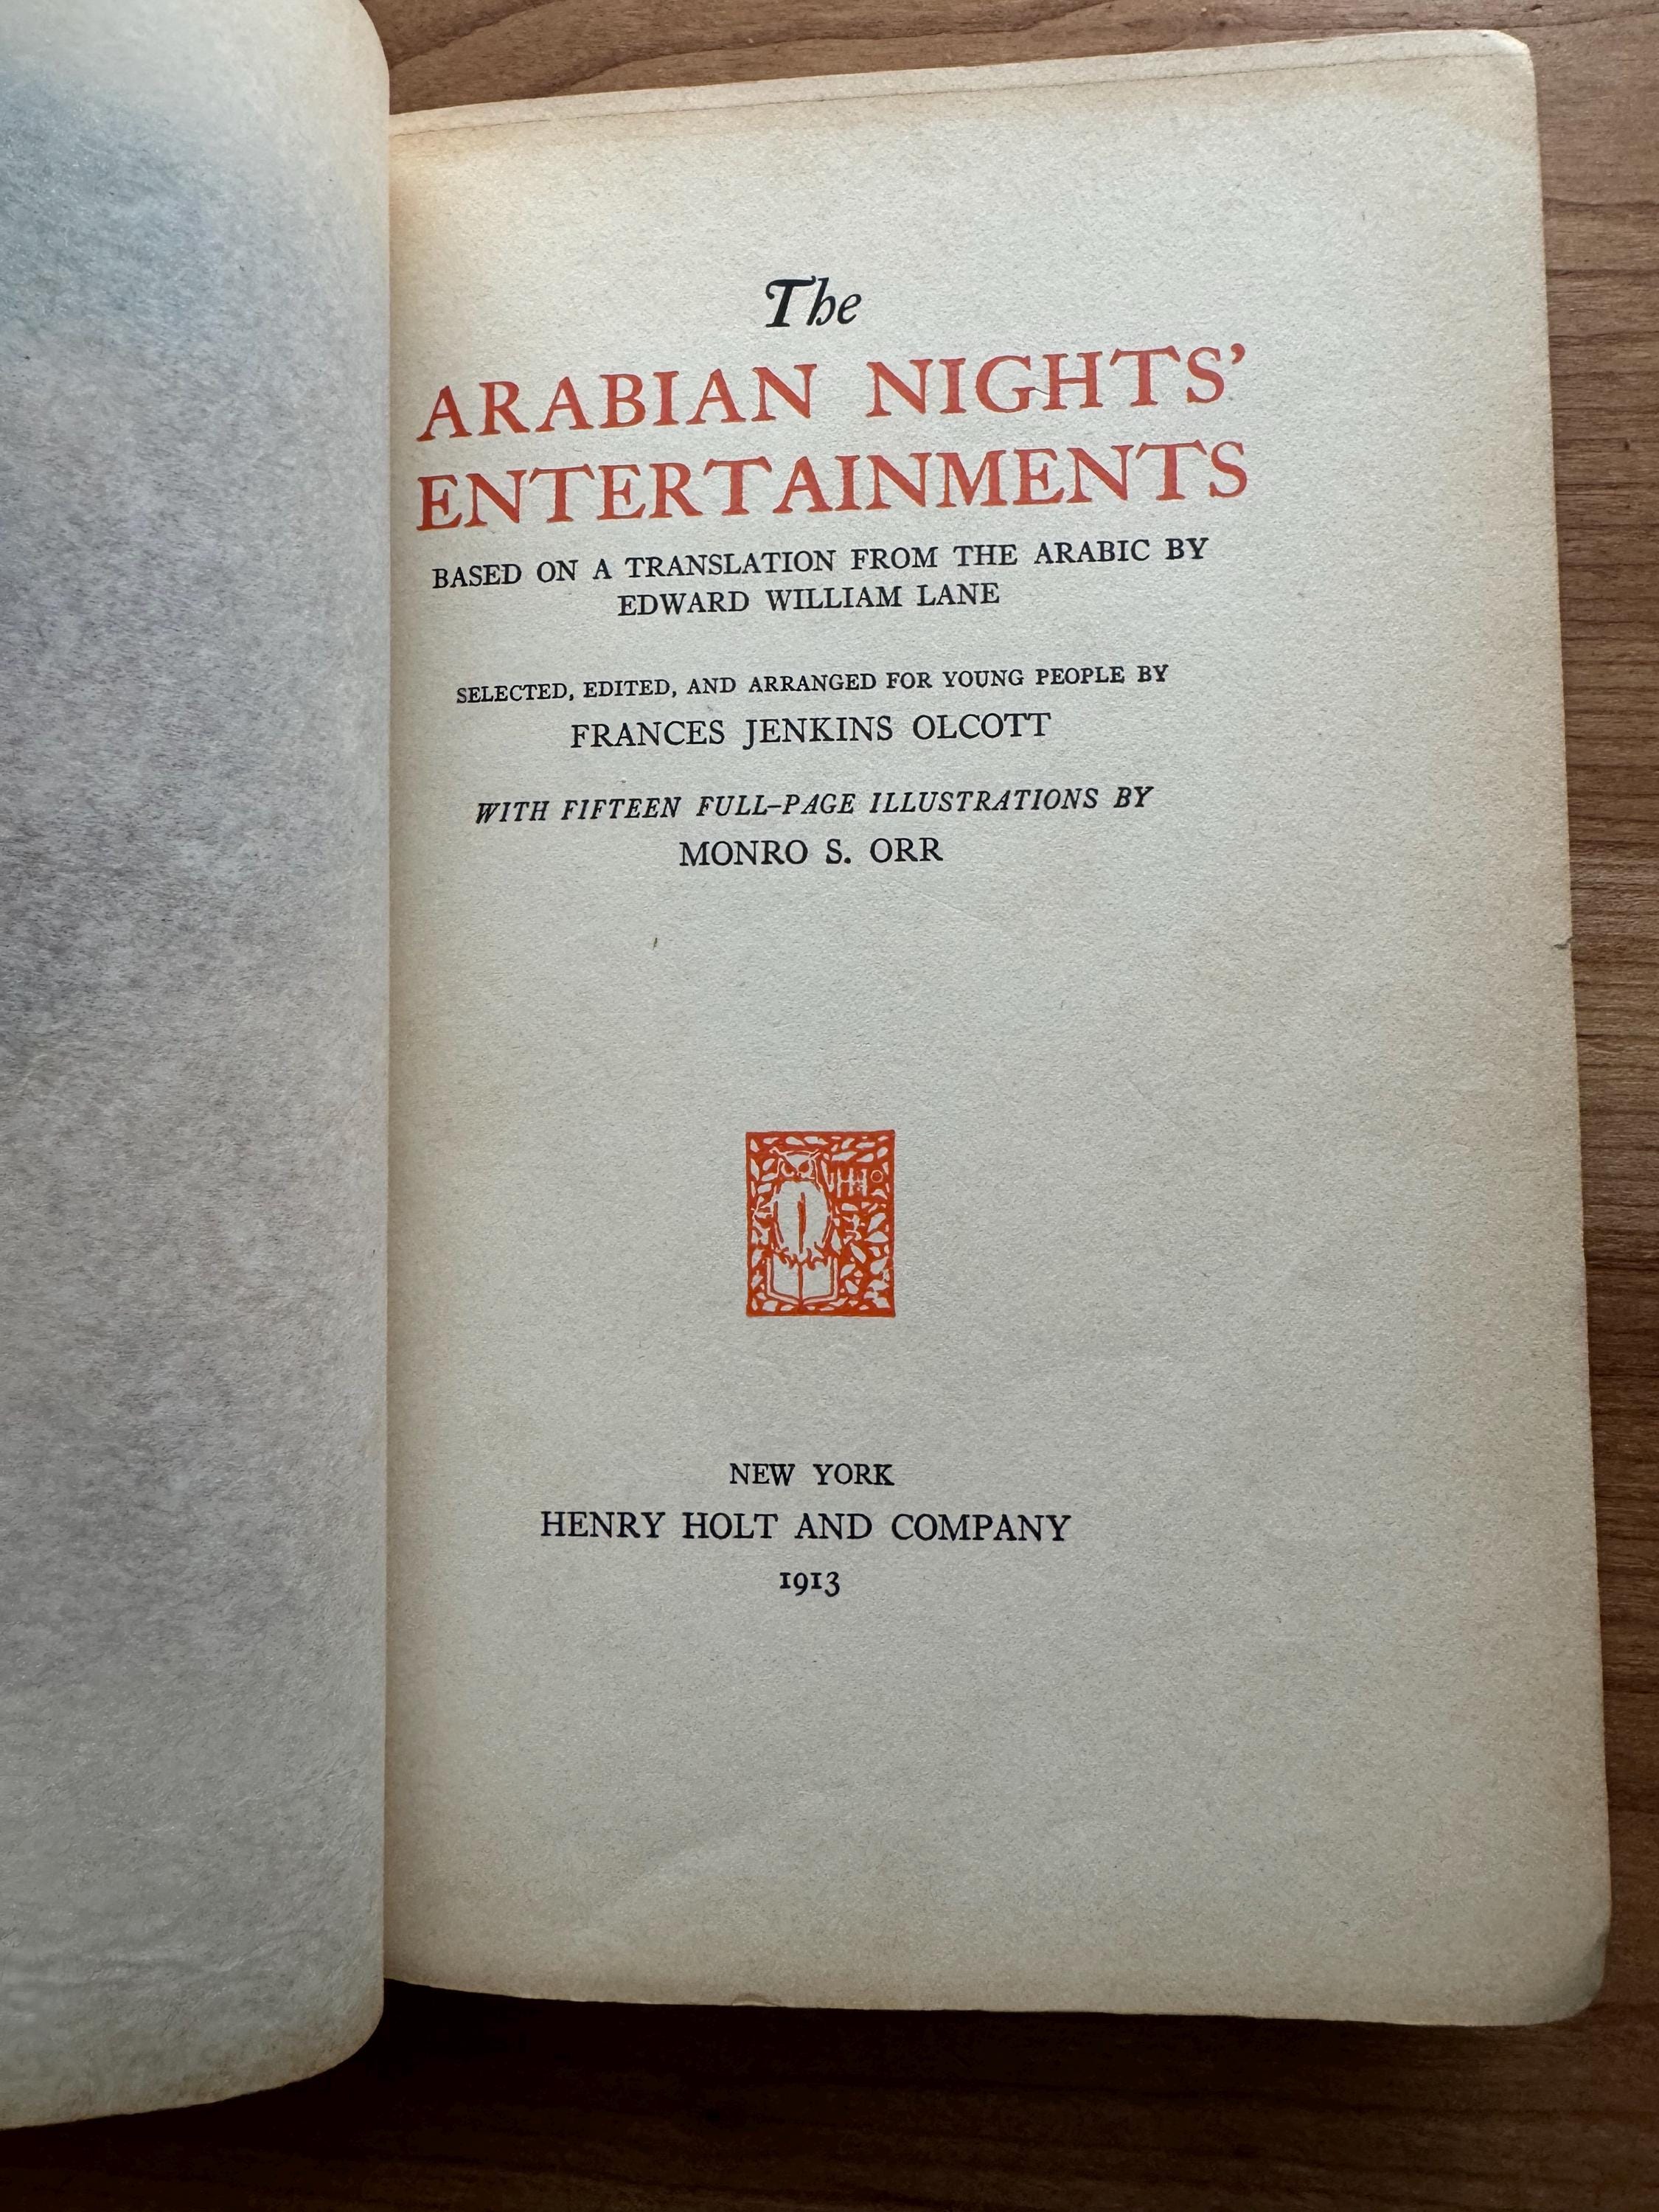 The
ARABIAN NIGHTS’
ENTERTAINMENTS
BASED ON A TRANSLATION FROM THE ARABIC BY
EDWARD WILLIAM LANE
SELECTED, EDITED, AND ARRANGED FOR YOUNG PEOPLE BY
FRANCES JENKINS OLCOTT
WITH FIFTEEN FULL-PAGE ILLUSTRATIONS BY
MONRO S. ORR
NEW YORK
HENRY HOLT AND COMPANY
1913